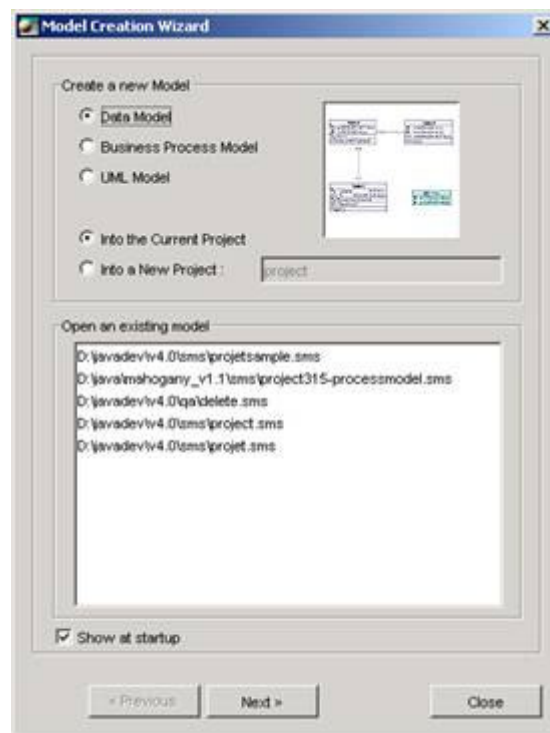 Model Creation Wizard
Create a new Model
Data Model
Business Process Model
UML Model
Into the Current Project
Into a New Project :
project
Open an existing model
D:\javadev\v4.0\sms\projetsample.sms
D:\java\mahogany_v1.1\sms\project315-processmodel.sms
D:\javadev\v4.0\qa\delete.sms
D:\javadev\v4.0\sms\project.sms
D:\javadev\v4.0\sms\projet.sms
Show at startup
« Previous
Next »
Close